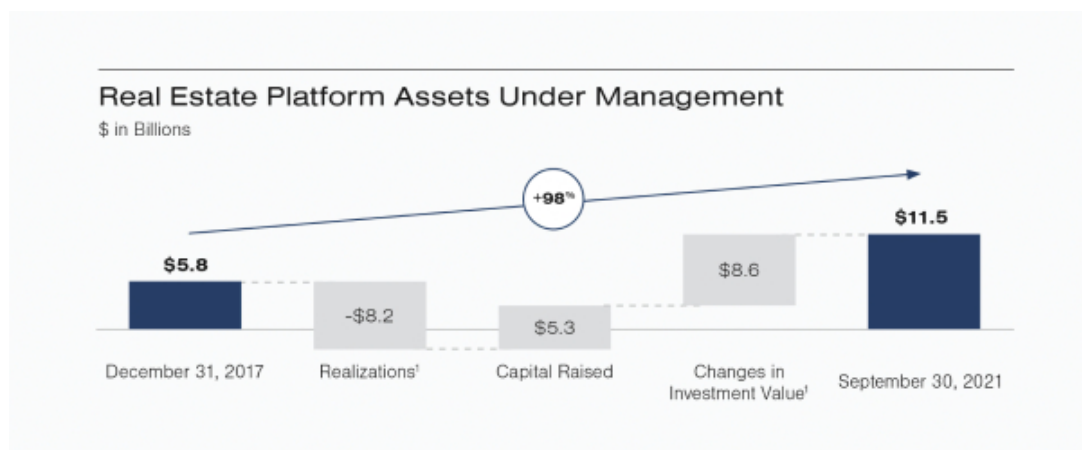 Real Estate Platform Assets Under Management
$ in Billions
+98%
$11.5
$5.8
$8.6
-$8.2
$5.3
December 31, 2017
Realizations¹
Capital Raised
Changes in
Investment Value¹
September 30, 2021